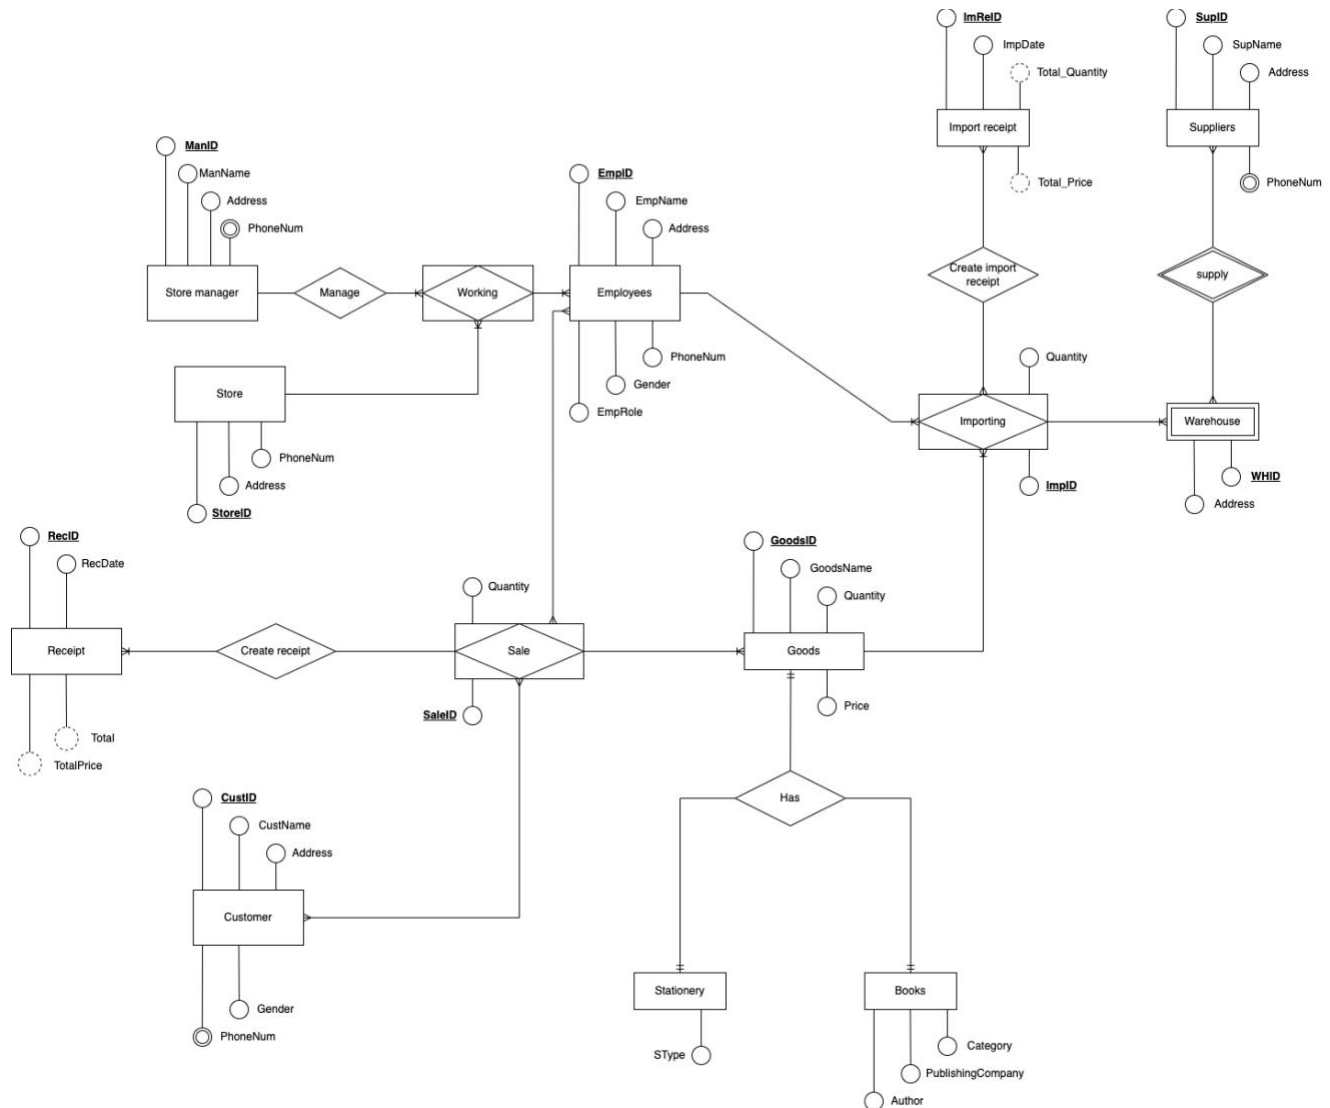 ImReID
ImpDate
Total_Quantity
Import receipt
Total_Price
SupID
SupName
Address
Suppliers
PhoneNum
ManID
ManName
Address
PhoneNum
Store manager
Manage
Working
EmpID
EmpName
Address
Employees
PhoneNum
Gender
EmpRole
Create import
receipt
supply
Quantity
Importing
ImpID
Warehouse
WHID
Address
Store
PhoneNum
Address
StoreID
RecID
RecDate
Receipt
Total
TotalPrice
Create receipt
Quantity
Sale
SaleID
GoodsID
GoodsName
Quantity
Goods
Price
Has
CustID
CustName
Address
Customer
Gender
PhoneNum
Stationery
SType
Books
Category
PublishingCompany
Author